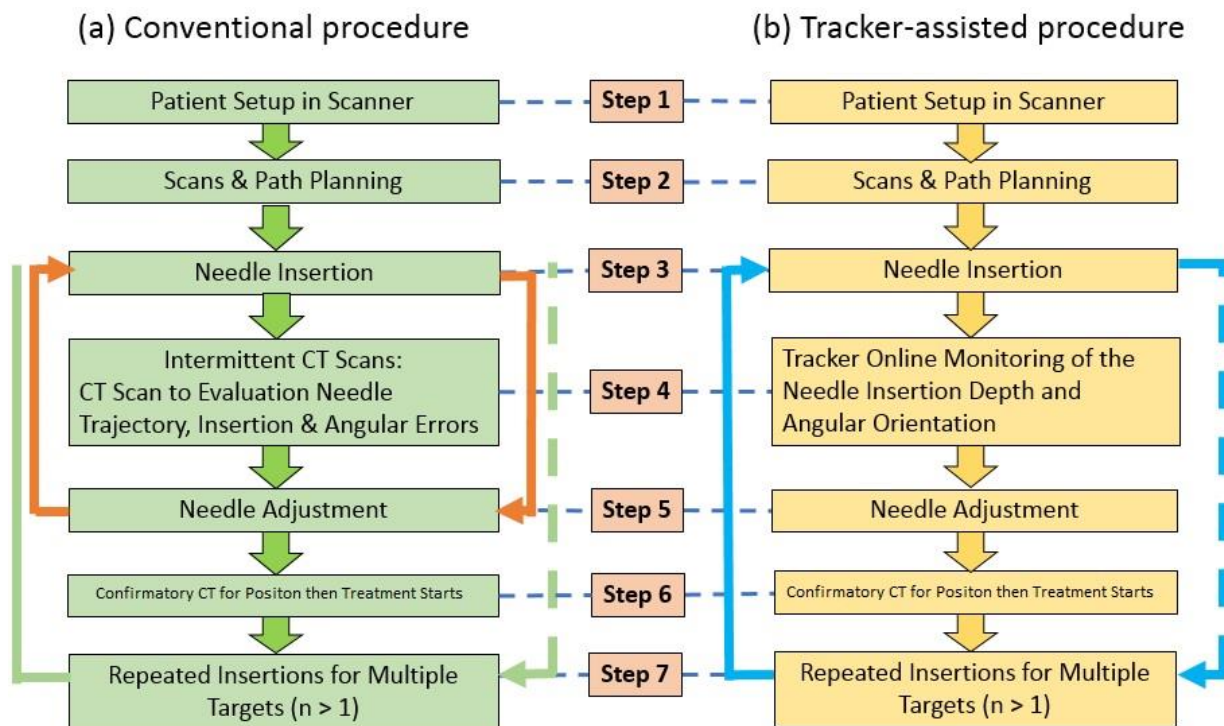 (a) Conventional procedure
(b) Tracker-assisted procedure
Patient Setup in Scanner
Step 1
Patient Setup in Scanner
Scans & Path Planning
Step 2
Scans & Path Planning
Needle Insertion
Step 3
Needle Insertion
Intermittent CT Scans:
CT Scan to Evaluation Needle
Trajectory, Insertion & Angular Errors
Step 4
Tracker Online Monitoring of the
Needle Insertion Depth and
Angular Orientation
Needle Adjustment
Step 5
Needle Adjustment
Confirmatory CT for Positon then Treatment Starts
Step 6
Confirmatory CT for Positon then Treatment Starts
Repeated Insertions for Multiple
Targets (n > 1)
Step 7
Repeated Insertions for Multiple
Targets (n > 1)